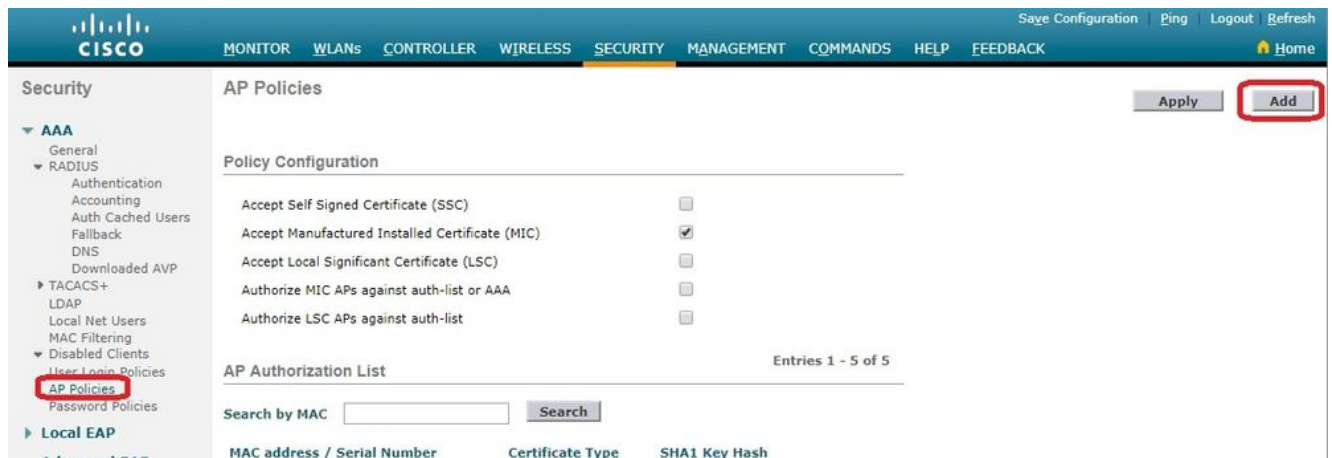 Save Configuration Ping Logout Refresh
CISCO MONITOR WLANs CONTROLLER WIRELESS SECURITY MANAGEMENT COMMANDS HELP FEEDBACK Home
Security
AAA
General
RADIUS
Authentication
Accounting
Auth Cached Users
Fallback
DNS
Downloaded AVP
TACACS+
LDAP
Local Net Users
MAC Filtering
Disabled Clients
User Login Policies
AP Policies
Password Policies
Local EAP
AP Policies
Apply Add
Policy Configuration
Accept Self Signed Certificate (SSC)
Accept Manufactured Installed Certificate (MIC)
Accept Local Significant Certificate (LSC)
Authorize MIC APs against auth-list or AAA
Authorize LSC APs against auth-list
AP Authorization List Entries 1 - 5 of 5
Search by MAC Search
MAC address / Serial Number Certificate Type SHA1 Key Hash